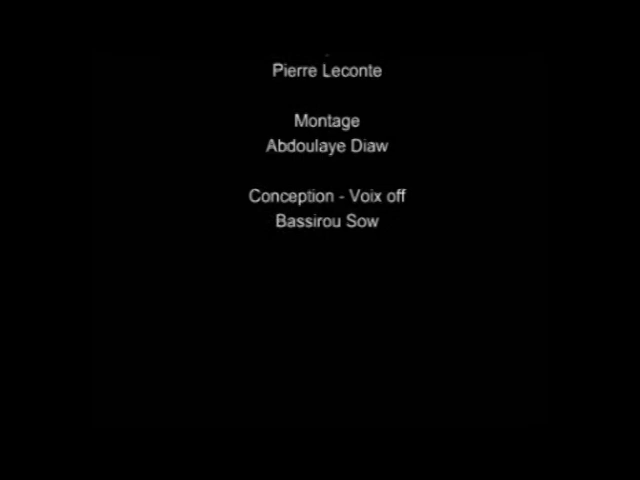 Pierre Leconte
Montage
Abdoulaye Diaw
Conception - Voix off
Bassirou Sow